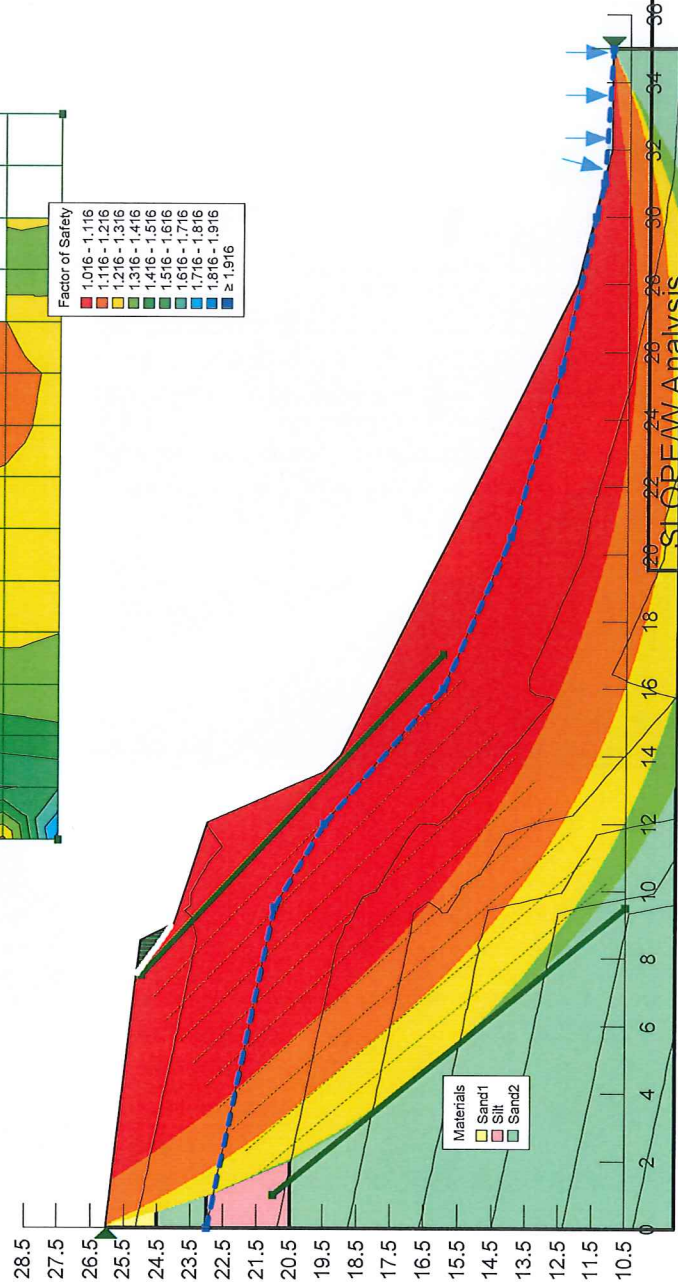 Factor of Safety
1.016 - 1.116
1.116 - 1.216
1.216 - 1.316
1.316 - 1.416
1.416 - 1.516
1.516 - 1.616
1.616 - 1.716
1.716 - 1.816
1.816 - 1.916
≥ 1.916
Materials
Sand1
Silt
Sand2
28.5
27.5
26.5
25.5
24.5
23.5
22.5
21.5
20.5
19.5
18.5
17.5
16.5
15.5
14.5
13.5
12.5
11.5
10.5
0 2 4 6 8 10 12 14 16 18 20 22 24 26 28 30 32 34 36
SLOPE/W Analysis